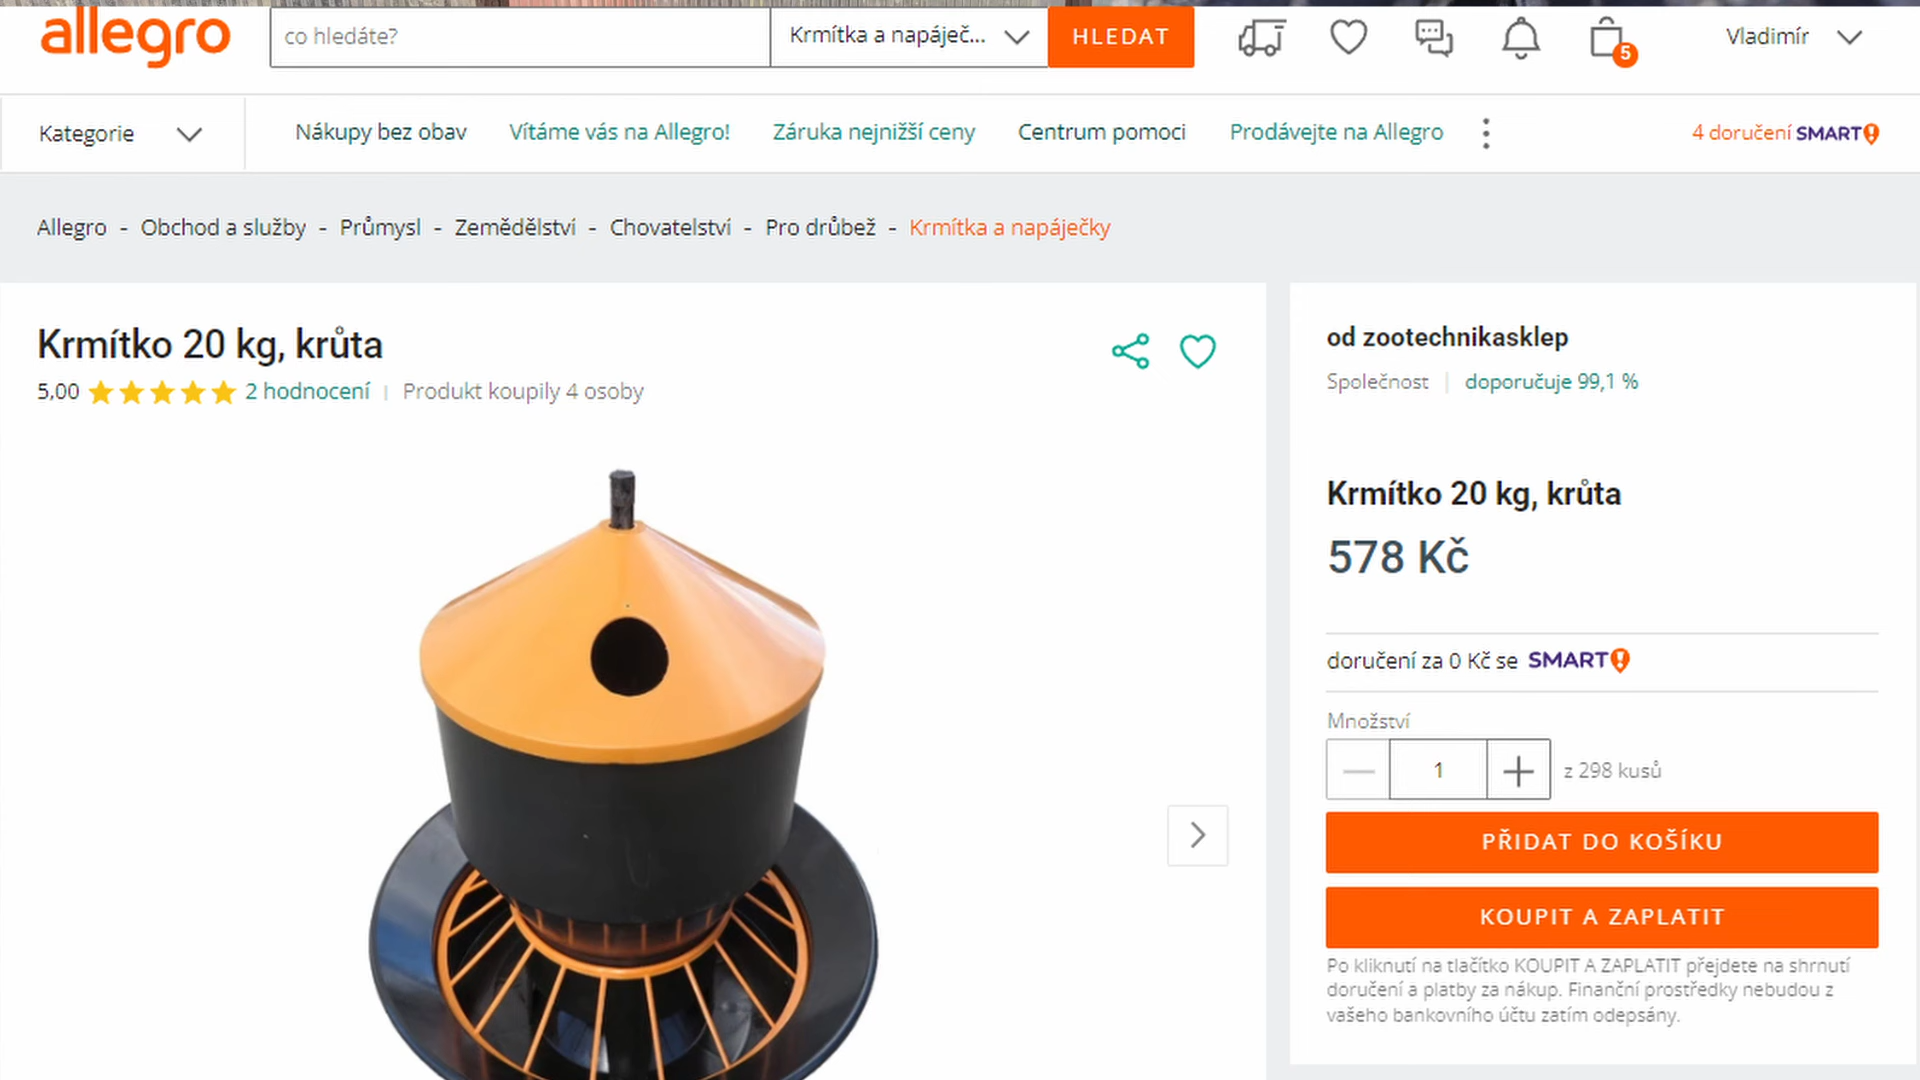 allegro
co hledáte?
Krmítka a napáječ...
HLEDAT
5
Vladimír
Kategorie
Nákupy bez obav
Vítáme vás na Allegro!
Záruka nejnižší ceny
Centrum pomoci
Prodávejte na Allegro
4 doručení SMART!
Allegro - Obchod a služby - Průmysl - Zemědělství - Chovatelství - Pro drůbež - Krmítka a napáječky
Krmítko 20 kg, krůta
5,00 2 hodnocení | Produkt koupily 4 osoby
od zootechnikasklep
Společnost | doporučuje 99,1 %
Krmítko 20 kg, krůta
578 Kč
doručení za 0 Kč se SMART!
Množství
1
z 298 kusů
PŘIDAT DO KOŠÍKU
KOUPIT A ZAPLATIT
Po kliknutí na tlačítko KOUPIT A ZAPLATIT přejdete na shrnutí
doručení a platby za nákup. Finanční prostředky nebudou z
vašeho bankovního účtu zatím odepsány.